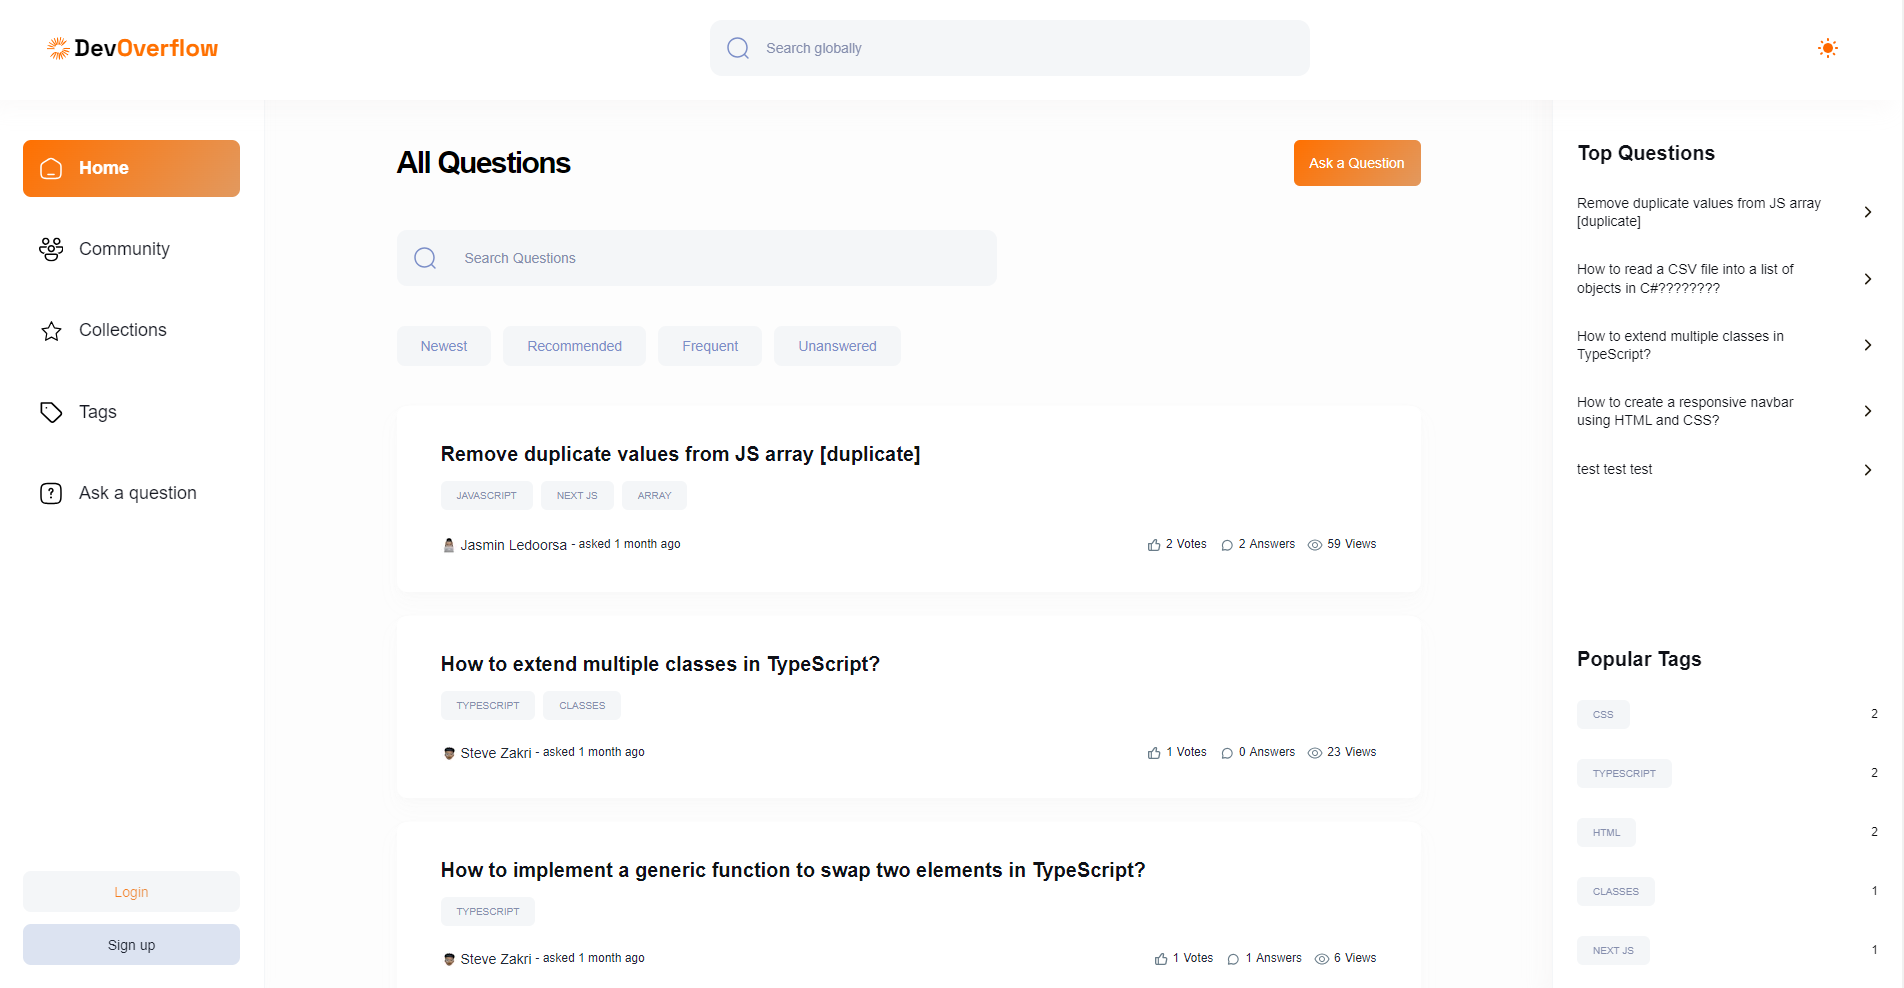 DevOverflow
Search globally
Home
Community
Collections
Tags
Ask a question
Login
Sign up
All Questions
Ask a Question
Search Questions
Newest
Recommended
Frequent
Unanswered
Remove duplicate values from JS array [duplicate]
JAVASCRIPT
NEXT JS
ARRAY
Jasmin Ledoorsa - asked 1 month ago
2 Votes
2 Answers
59 Views
How to extend multiple classes in TypeScript?
TYPESCRIPT
CLASSES
Steve Zakri - asked 1 month ago
1 Votes
0 Answers
23 Views
How to implement a generic function to swap two elements in TypeScript?
TYPESCRIPT
Steve Zakri - asked 1 month ago
1 Votes
1 Answers
6 Views
Top Questions
Remove duplicate values from JS array
[duplicate]
How to read a CSV file into a list of
objects in C#????????
How to extend multiple classes in
TypeScript?
How to create a responsive navbar
using HTML and CSS?
test test test
Popular Tags
CSS 2
TYPESCRIPT 2
HTML 2
CLASSES 1
NEXT JS 1